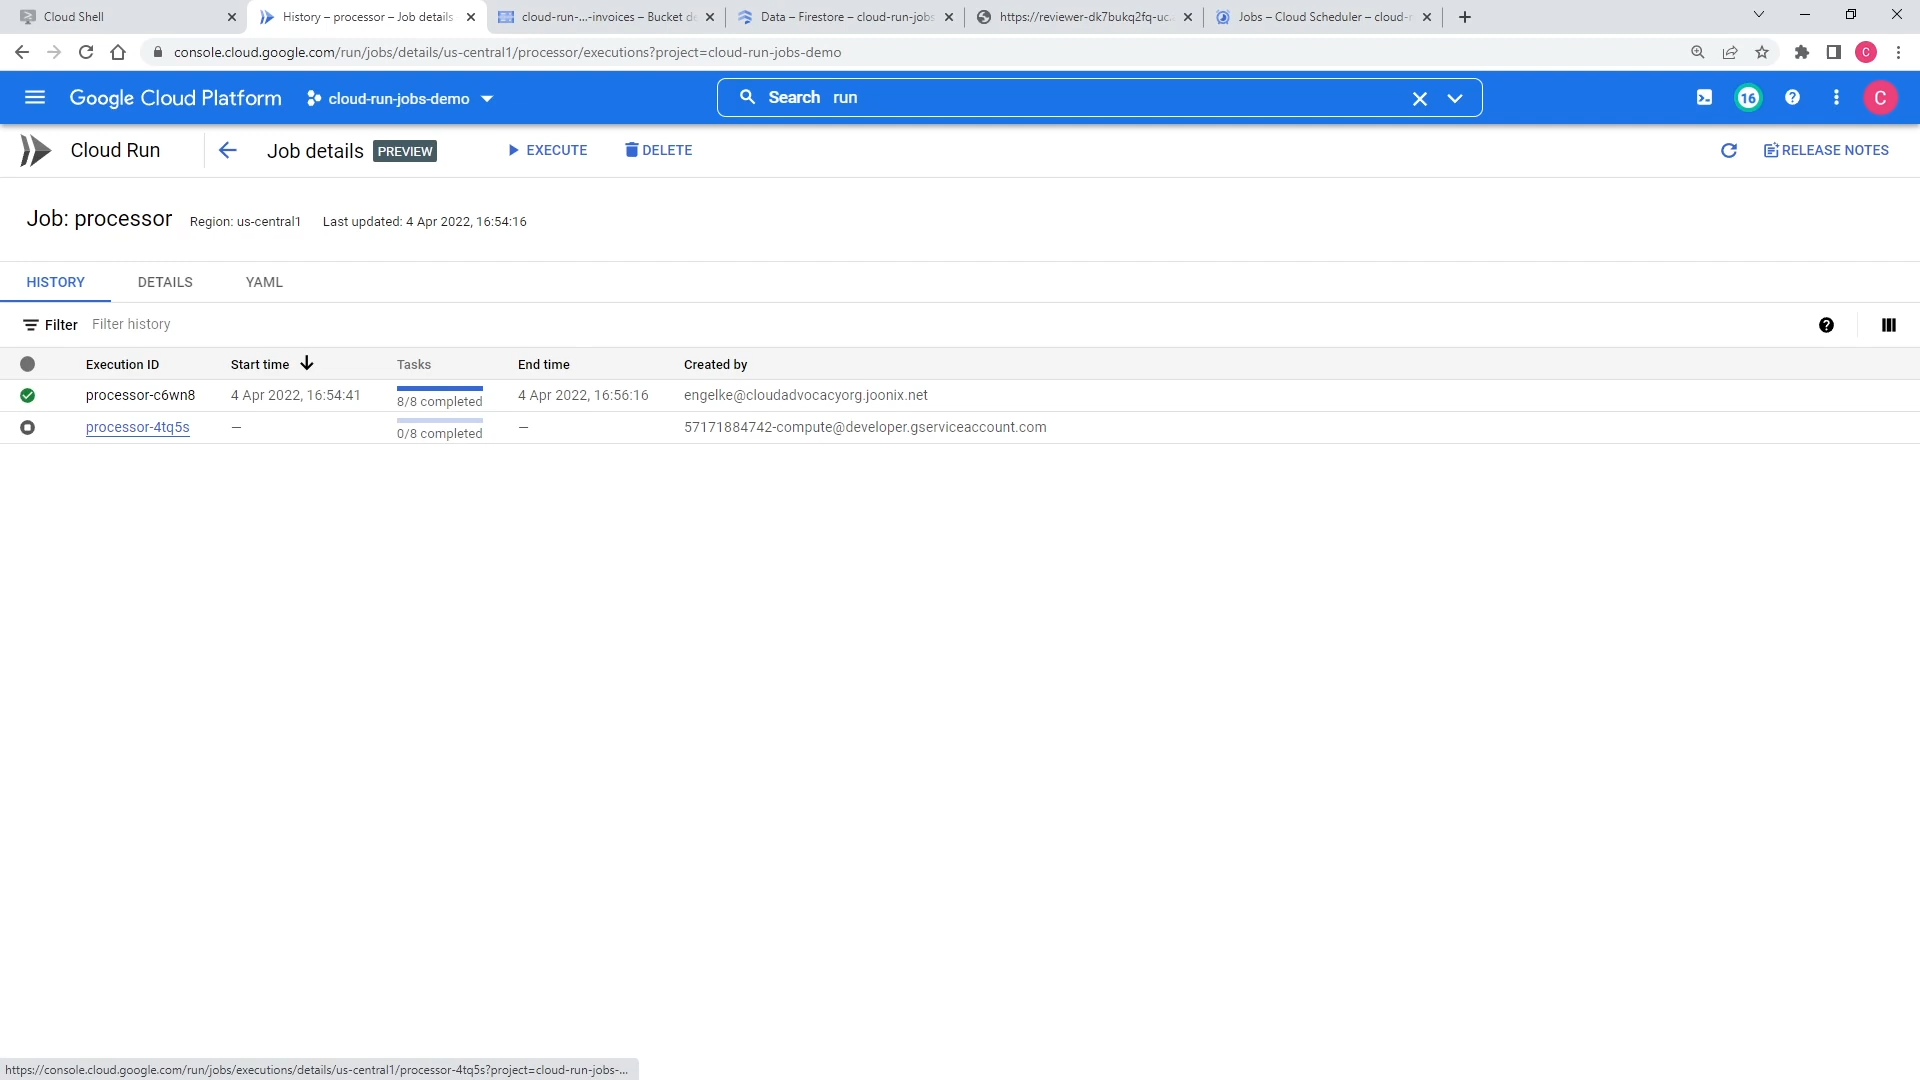 Cloud Shell
History – processor – Job details
cloud-run-...-invoices – Bucket de
Data – Firestore – cloud-run-jobs
https://reviewer-dk7bukq2fq-uc.
Jobs – Cloud Scheduler – cloud-r
console.cloud.google.com/run/jobs/details/us-central1/processor/executions?project=cloud-run-jobs-demo
C
Google Cloud Platform
cloud-run-jobs-demo
Search run
16
C
Cloud Run
Job details PREVIEW
EXECUTE
DELETE
RELEASE NOTES
Job: processor Region: us-central1 Last updated: 4 Apr 2022, 16:54:16
HISTORY DETAILS YAML
Filter Filter history
Execution ID Start time Tasks End time Created by
processor-c6wn8 4 Apr 2022, 16:54:41 8/8 completed 4 Apr 2022, 16:56:16 engelke@cloudadvocacyorg.joonix.net
processor-4tq5s — 0/8 completed — 57171884742-compute@developer.gserviceaccount.com
https://console.cloud.google.com/run/jobs/executions/details/us-central1/processor-4tq5s?project=cloud-run-jobs-...